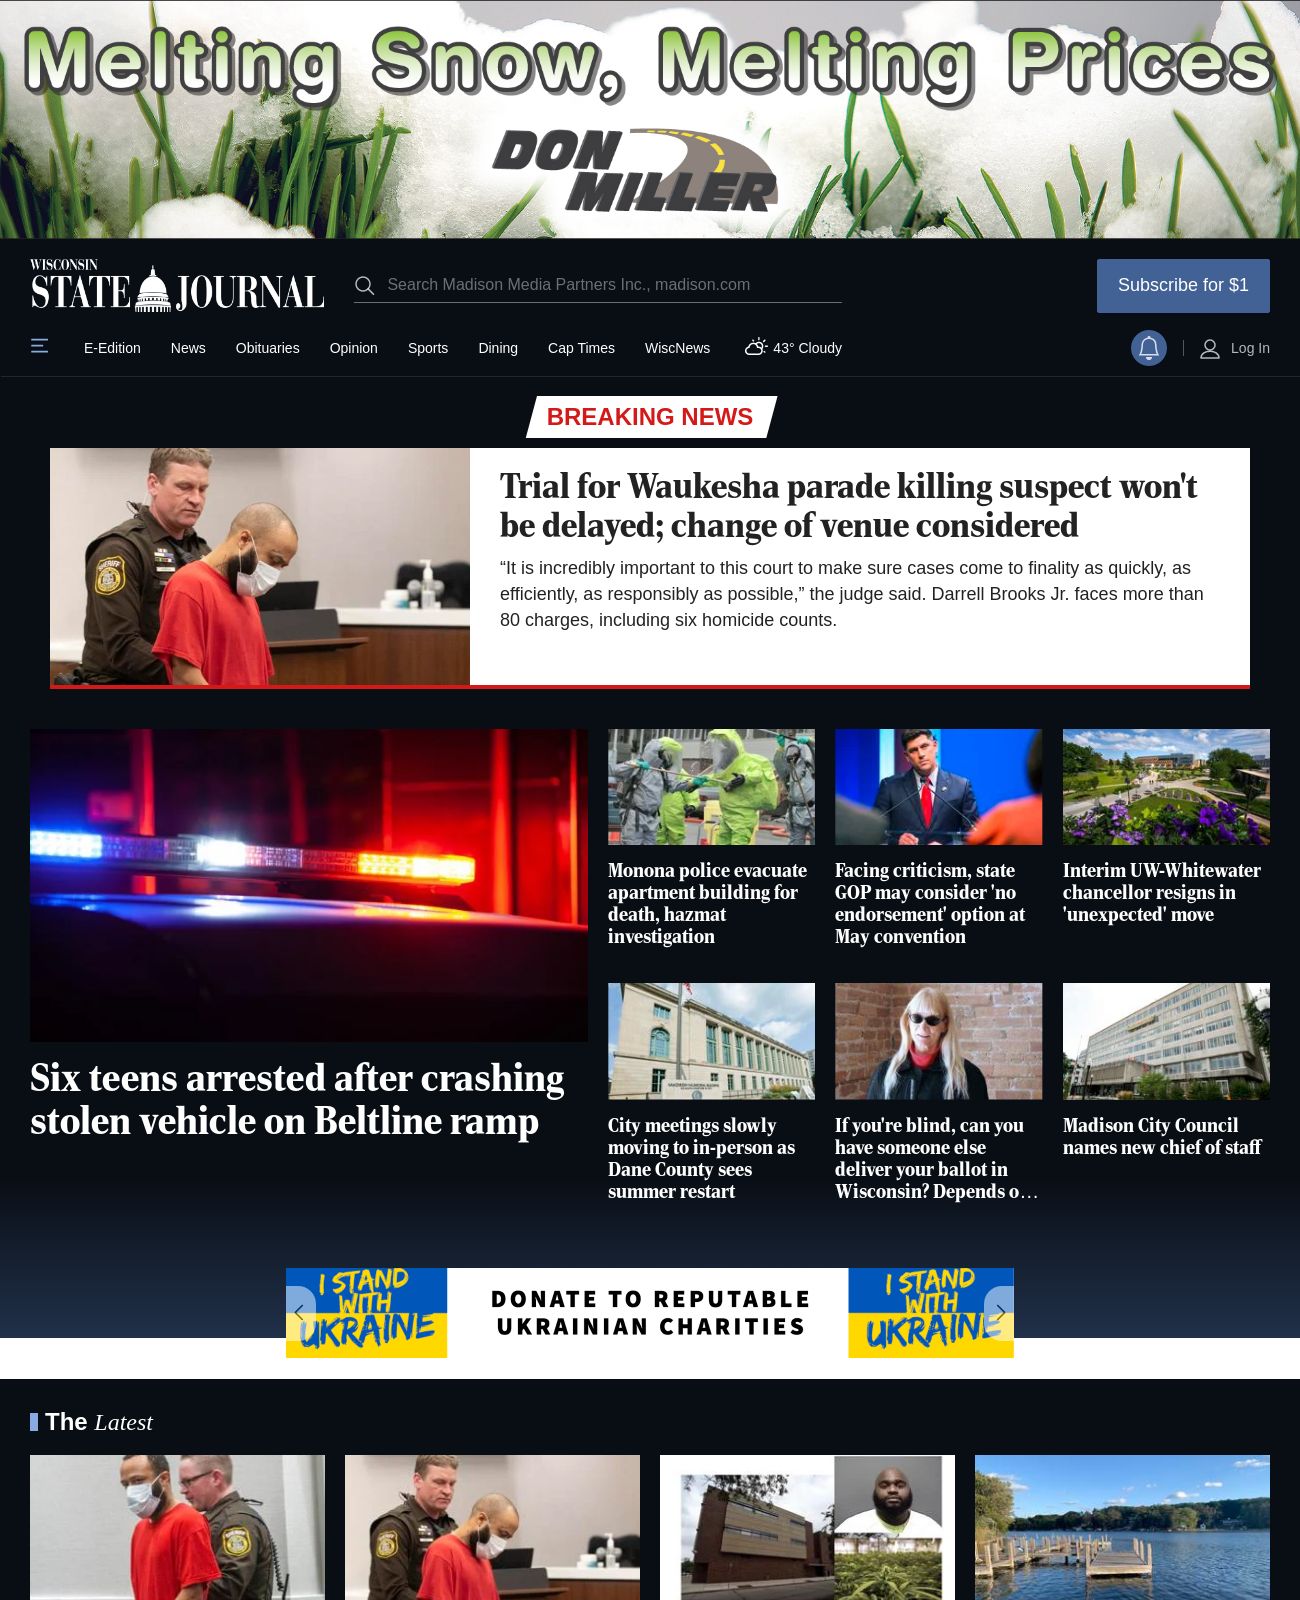 Melting Snow, Melting Prices
DON
MILLER
WISCONSIN
STATE JOURNAL
Search Madison Media Partners Inc., madison.com
Subscribe for $1
E-Edition News Obituaries Opinion Sports Dining Cap Times WiscNews 43° Cloudy
Log In
BREAKING NEWS
Trial for Waukesha parade killing suspect won't
be delayed; change of venue considered
“It is incredibly important to this court to make sure cases come to finality as quickly, as
efficiently, as responsibly as possible,” the judge said. Darrell Brooks Jr. faces more than
80 charges, including six homicide counts.
SHERIFF
Six teens arrested after crashing
stolen vehicle on Beltline ramp
Monona police evacuate
apartment building for
death, hazmat
investigation
Facing criticism, state
GOP may consider 'no
endorsement' option at
May convention
Interim UW-Whitewater
chancellor resigns in
'unexpected' move
City meetings slowly
moving to in-person as
Dane County sees
summer restart
If you're blind, can you
have someone else
deliver your ballot in
Wisconsin? Depends o…
Madison City Council
names new chief of staff
I STAND
WITH
UKRAINE
DONATE TO REPUTABLE
UKRAINIAN CHARITIES
I STAND
WITH
UKRAINE
The Latest